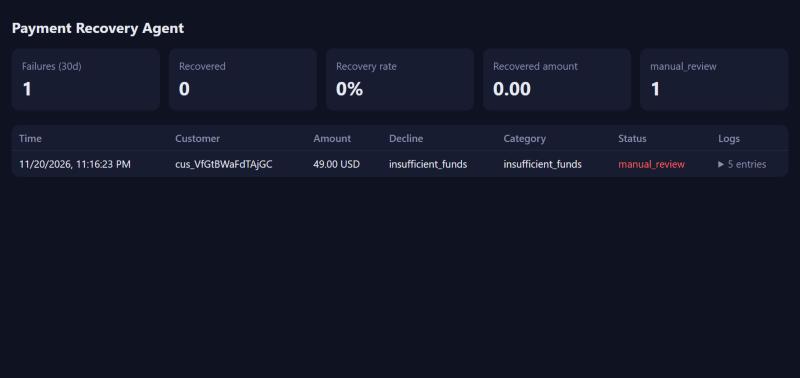 Payment Recovery Agent
Failures (30d) Recovered Recovery rate Recovered amount manual_review
1 0 0% 0.00 1
Time Customer Amount Decline Category Status Logs
11/20/2026, 11:16:23 PM cus_VfGtBWaFdTAjGC 49.00 USD insufficient_funds insufficient_funds manual_review ▶ 5 entries